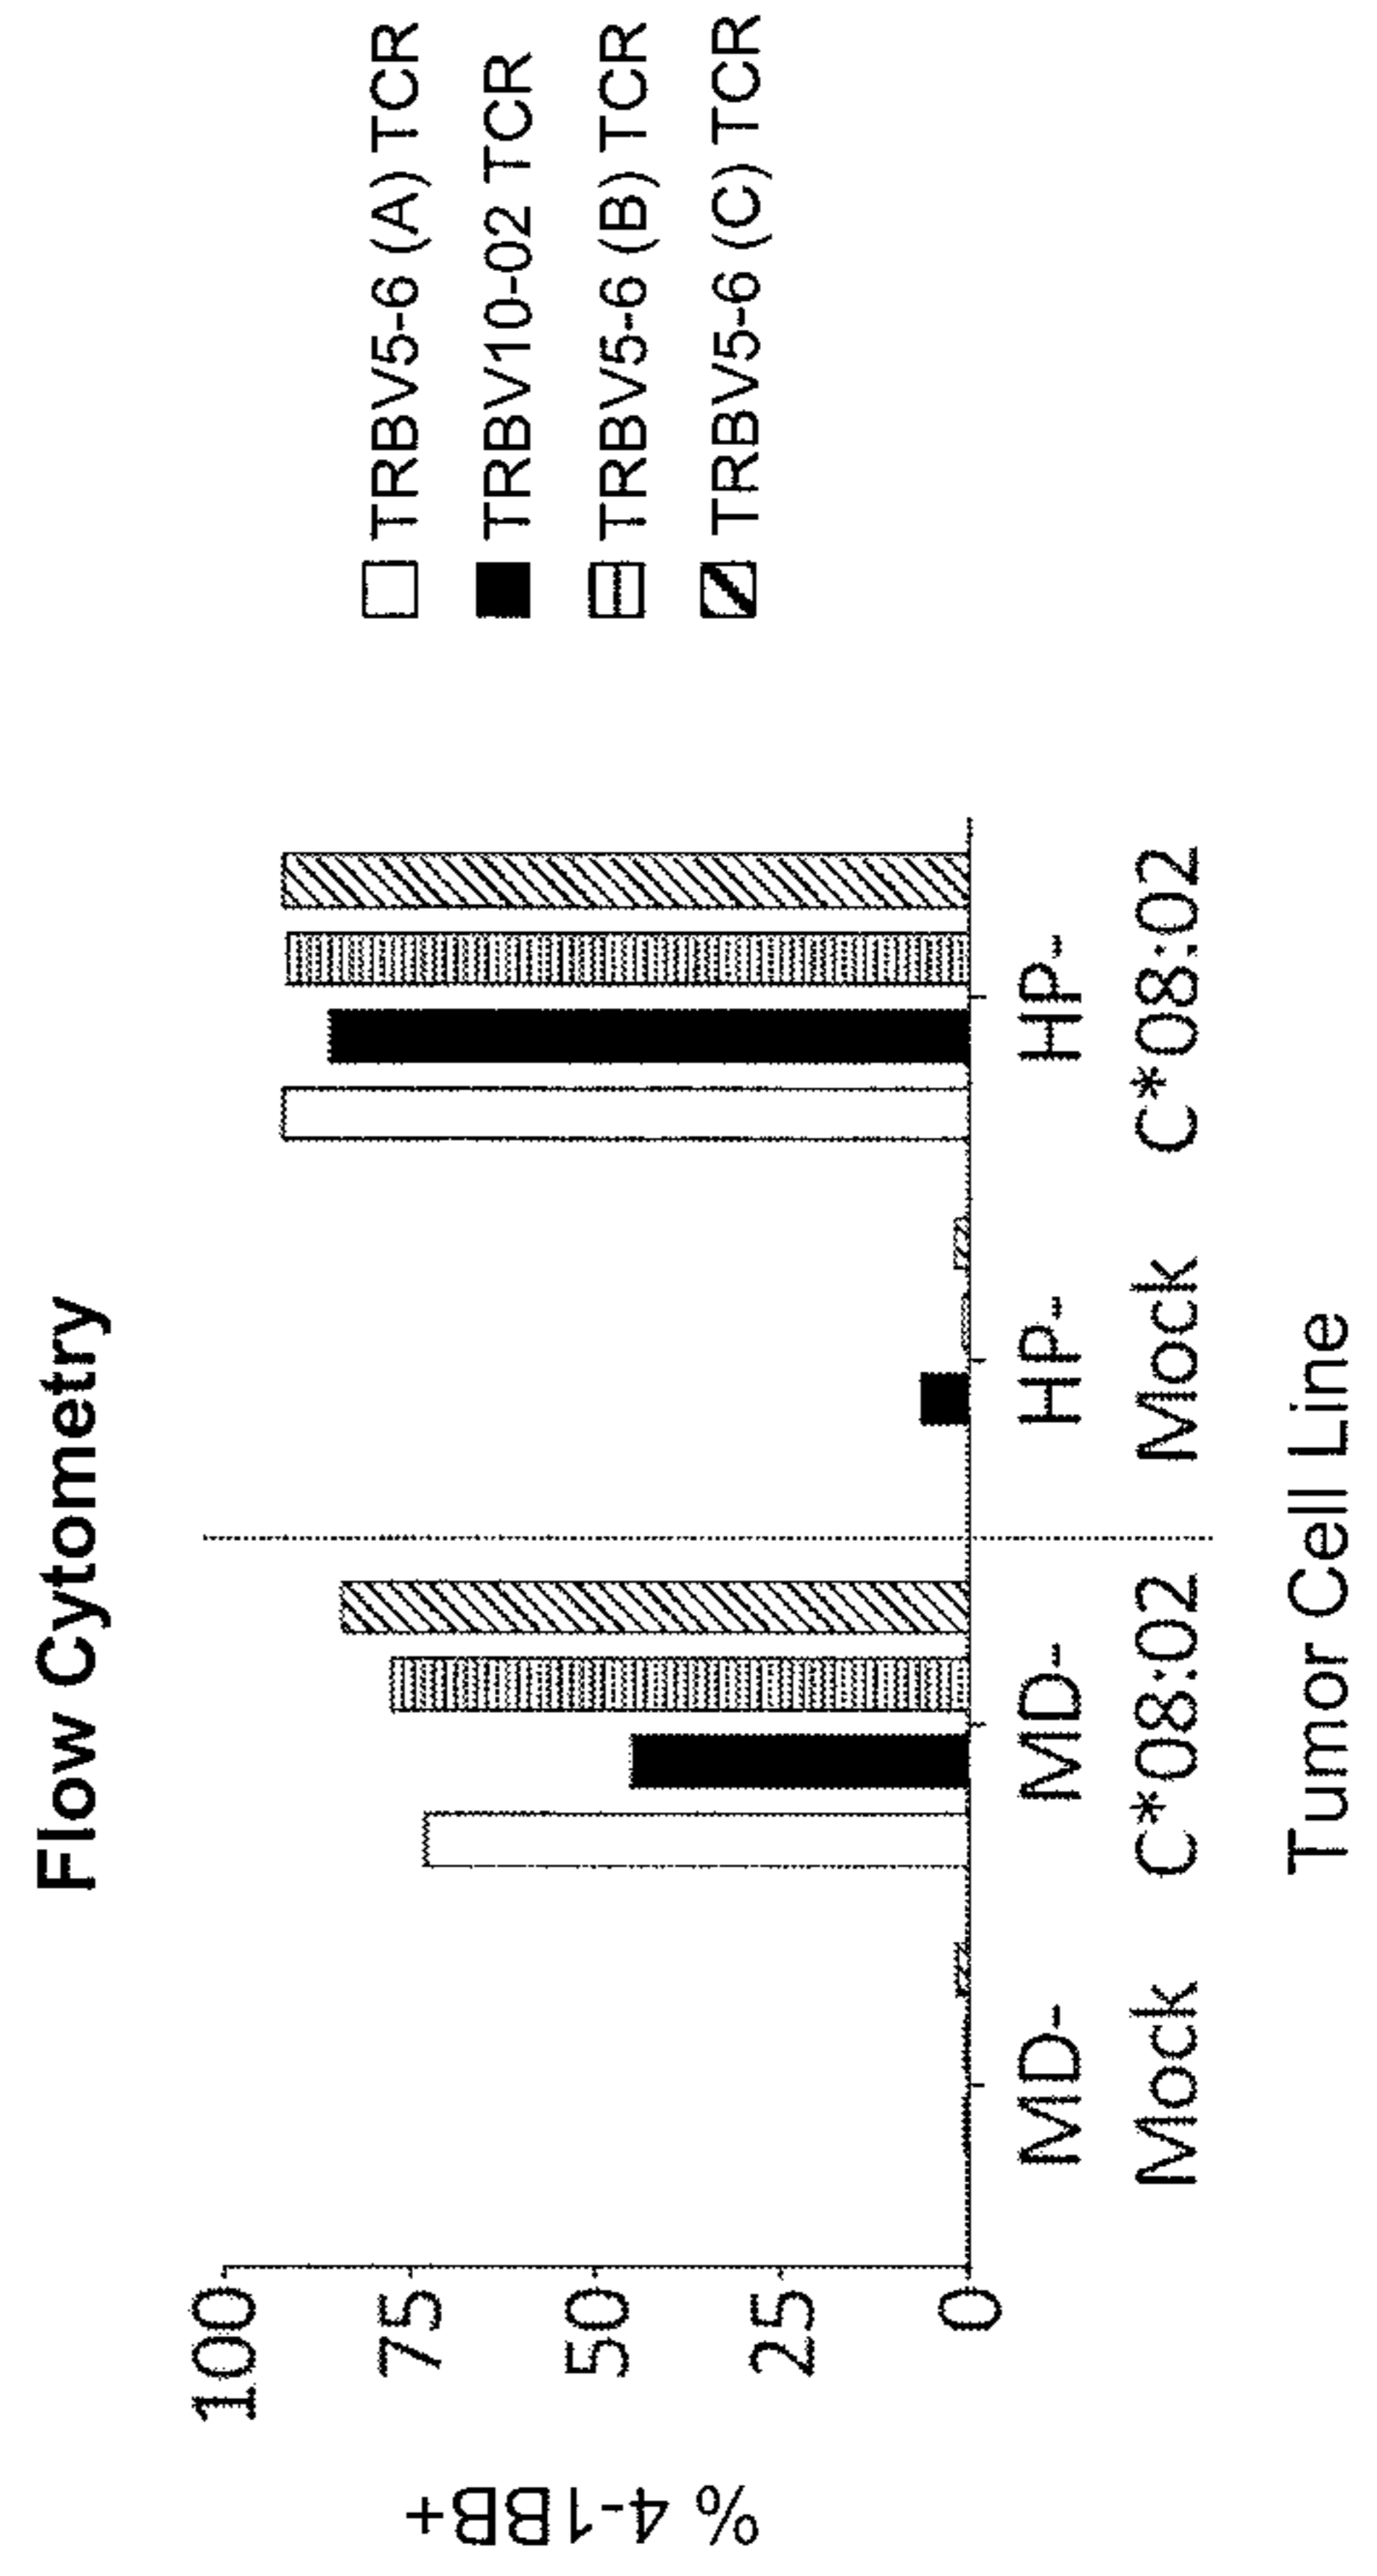 Flow Cytometry
% 4-1BB+
100
75
50
25
0
MD- MD- HP- HP-
Mock C*08:02 Mock C*08:02
Tumor Cell Line
TRBV5-6 (A) TCR
TRBV10-02 TCR
TRBV5-6 (B) TCR
TRBV5-6 (C) TCR